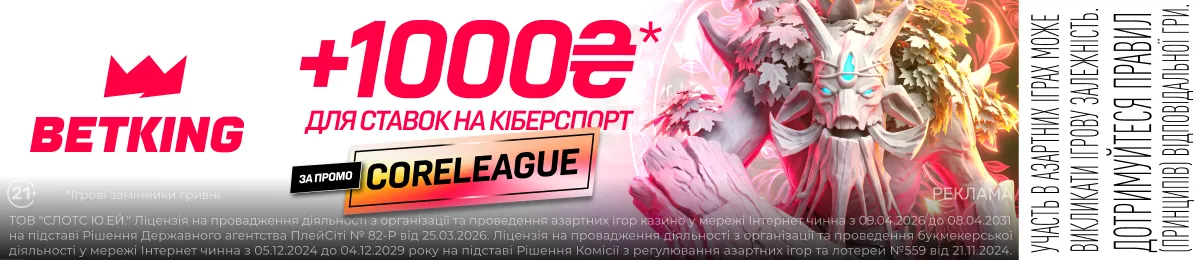 BETKING
+1000₴*
ДЛЯ СТАВОК НА КІБЕРСПОРТ
ЗА ПРОМО
CORELEAGUE
21+
*Ігрові замінники гривні
РЕКЛАМА
ТОВ "СЛОТС Ю.ЕЙ." Ліцензія на провадження діяльності з організації та проведення азартних ігор казино у мережі Інтернет чинна з 09.04.2026 до 08.04.2031
на підставі Рішення Державного агентства ПлейСіті № 82-Р від 25.03.2026. Ліцензія на провадження діяльності з організації та проведення букмекерської
діяльності у мережі Інтернет чинна з 05.12.2024 до 04.12.2029 року на підставі Рішення Комісії з регулювання азартних ігор та лотерей №559 від 21.11.2024.
УЧАСТЬ В АЗАРТНИХ ІГРАХ МОЖЕ
ВИКЛИКАТИ ІГРОВУ ЗАЛЕЖНІСТЬ.
ДОТРИМУЙТЕСЯ ПРАВИЛ
(ПРИНЦИПІВ) ВІДПОВІДАЛЬНОЇ ГРИ.